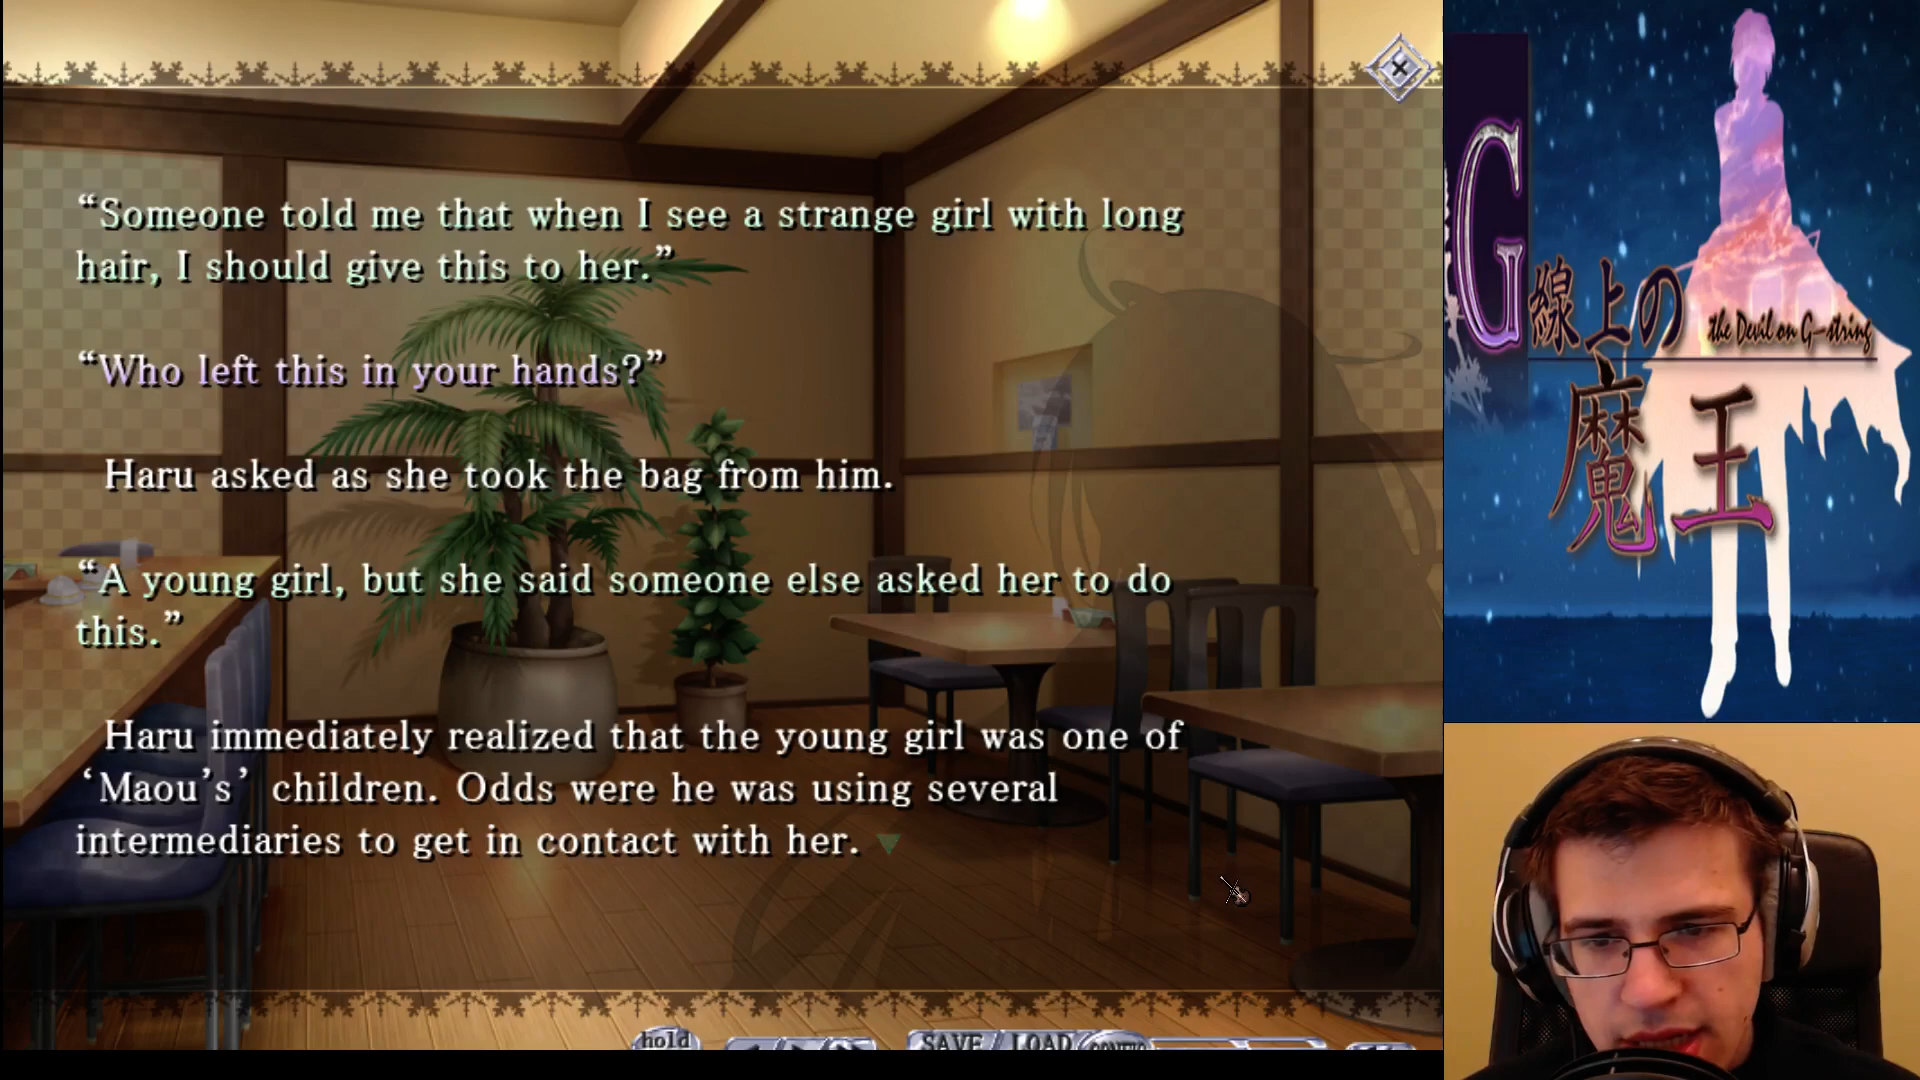 “Someone told me that when I see a strange girl with long
hair, I should give this to her.”
“Who left this in your hands?”
Haru asked as she took the bag from him.
“A young girl, but she said someone else asked her to do
this.”
Haru immediately realized that the young girl was one of
‘Maou’s’ children. Odds were he was using several
intermediaries to get in contact with her.
hold
SAVE / LOAD
G線上の
the Devil on G-string
魔王